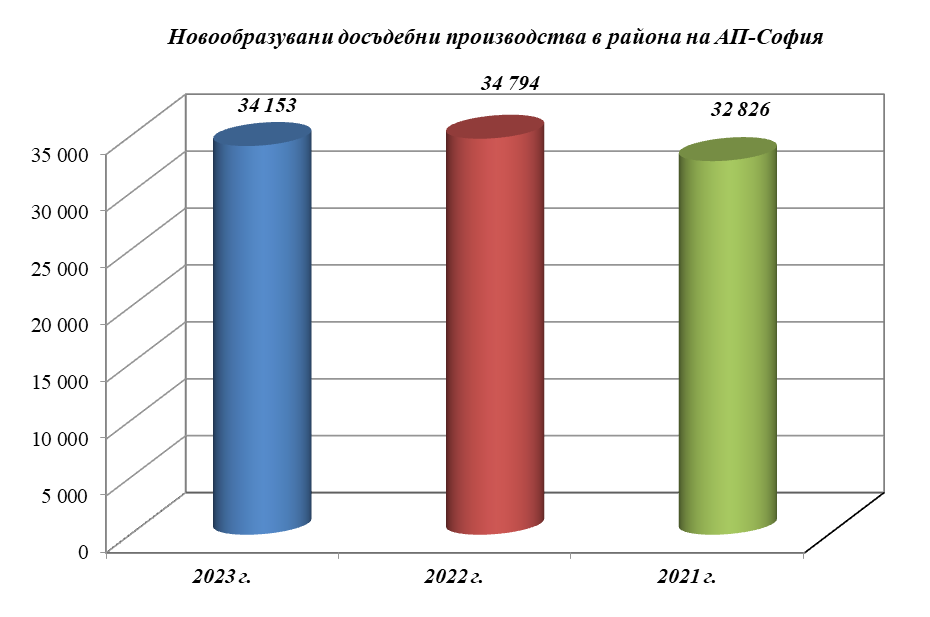 Новообразувани досъдебни производства в района на АП-София
34 153
34 794
32 826
35 000
30 000
25 000
20 000
15 000
10 000
5 000
0
2023 г.
2022 г.
2021 г.